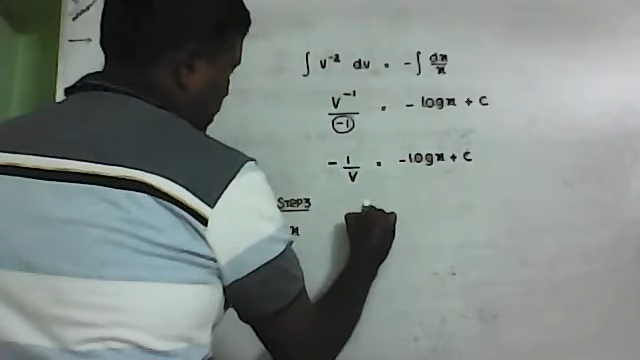 ∫ v⁻² dv = -∫ dx/x
v⁻¹/-1 = - log x + c
- 1/v = - log x + c
STEP 3
x